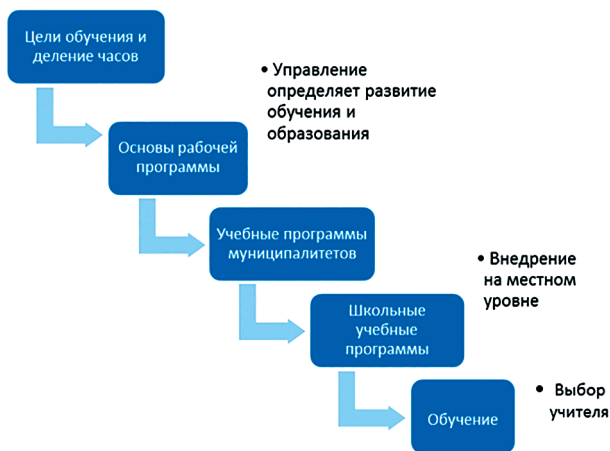 Цели обучения и
деление часов
• Управление
определяет развитие
обучения и
образования
Основы рабочей
программы
Учебные программы
муниципалитетов
• Внедрение
на местном
уровне
Школьные
учебные
программы
• Выбор
учителя
Обучение